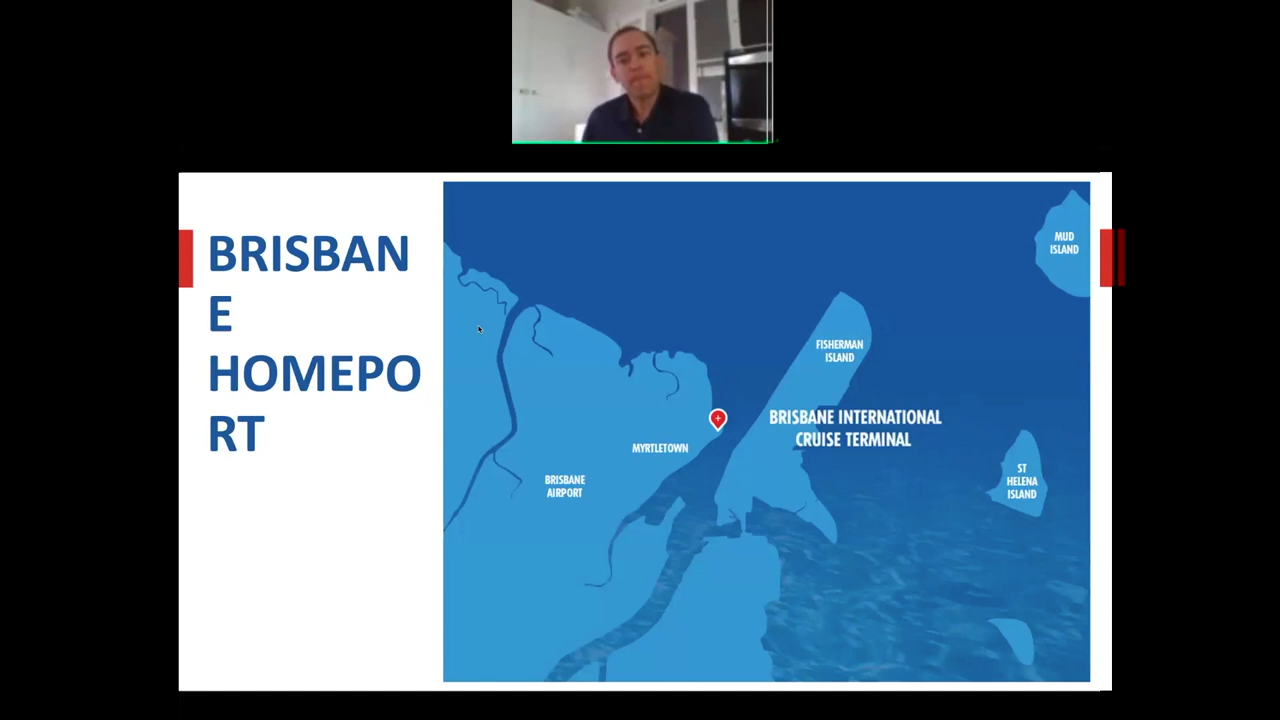 BRISBAN
E
HOMEPO
RT
MUD
ISLAND
FISHERMAN
ISLAND
BRISBANE INTERNATIONAL
CRUISE TERMINAL
MYRTLETOWN
BRISBANE
AIRPORT
ST
HELENA
ISLAND